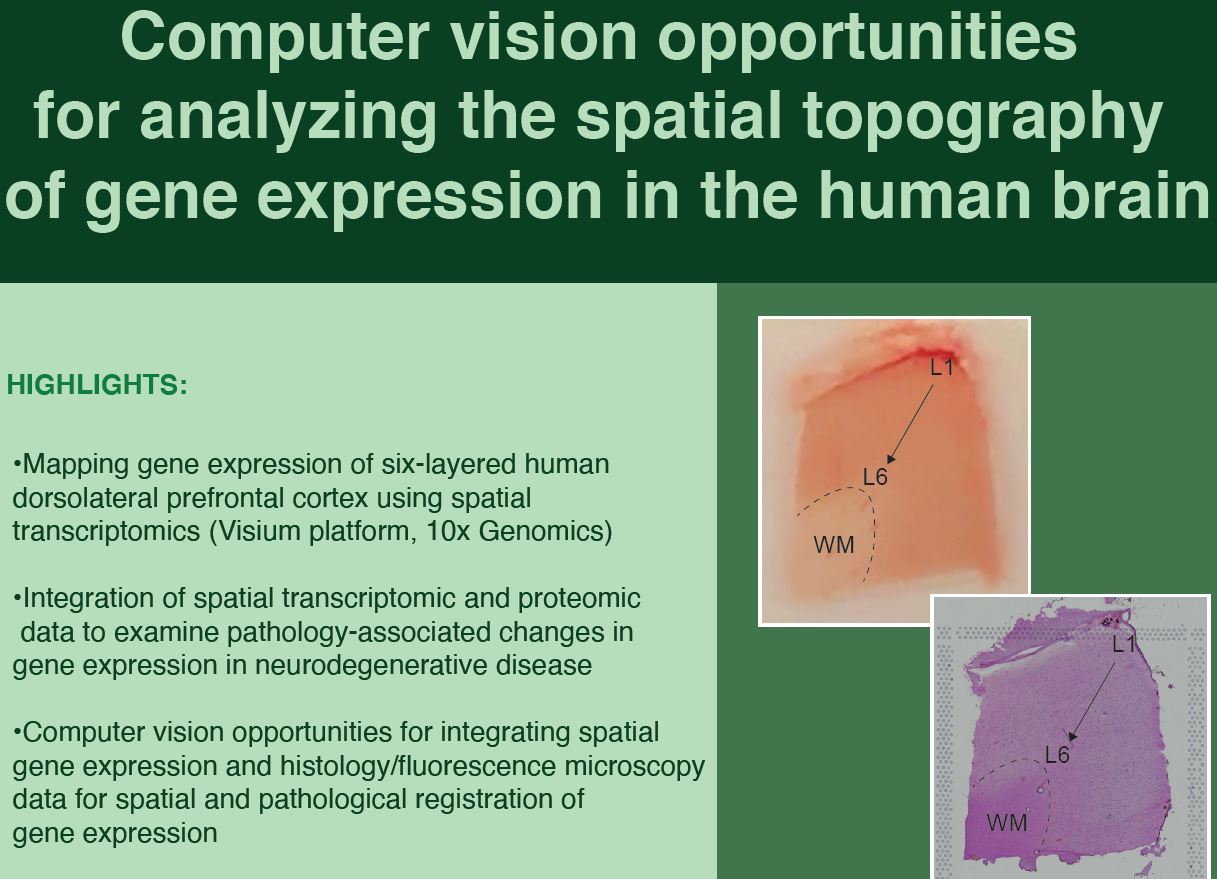 Computer vision opportunities
for analyzing the spatial topography
of gene expression in the human brain
HIGHLIGHTS:
•Mapping gene expression of six-layered human
dorsolateral prefrontal cortex using spatial
transcriptomics (Visium platform, 10x Genomics)
•Integration of spatial transcriptomic and proteomic
data to examine pathology-associated changes in
gene expression in neurodegenerative disease
•Computer vision opportunities for integrating spatial
gene expression and histology/fluorescence microscopy
data for spatial and pathological registration of
gene expression
L1
L6
WM
L1
L6
WM